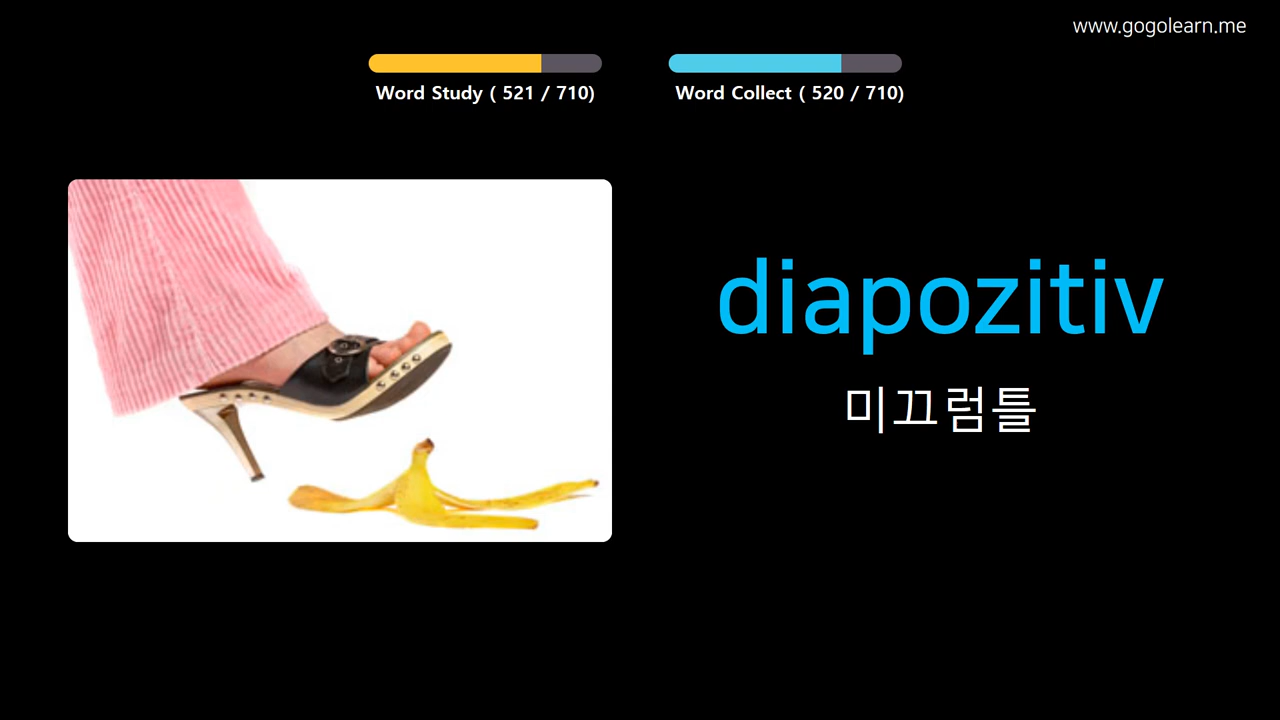 www.gogolearn.me
Word Study ( 521 / 710)
Word Collect ( 520 / 710)
diapozitiv
미끄럼틀